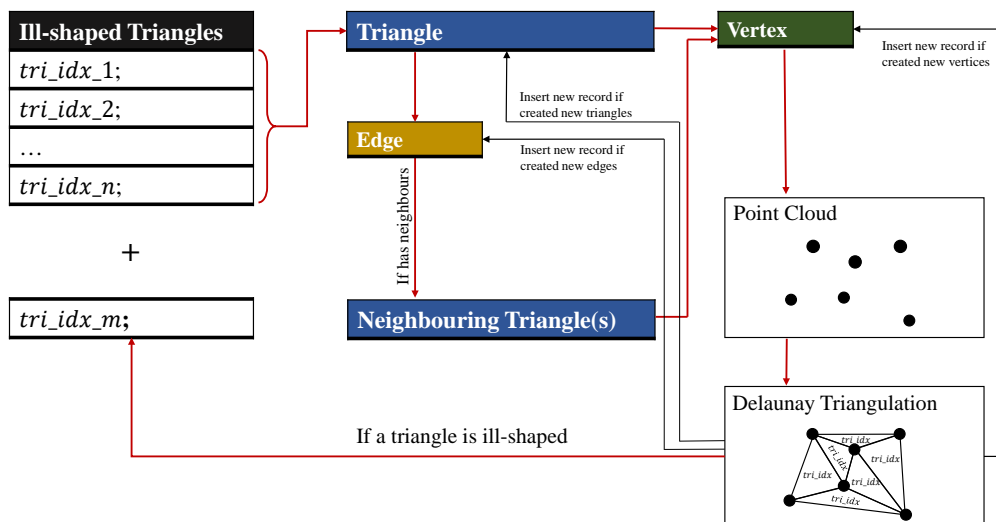 Ill-shaped Triangles
tri_idx_1;
tri_idx_2;
...
tri_idx_n;
+
tri_idx_m;
Triangle
Vertex
Insert new record if
created new vertices
Insert new record if
created new triangles
Edge
Insert new record if
created new edges
If has neighbours
Neighbouring Triangle(s)
Point Cloud
Delaunay Triangulation
tri_idx
tri_idx
tri_idx
tri_idx
tri_idx
tri_idx
If a triangle is ill-shaped